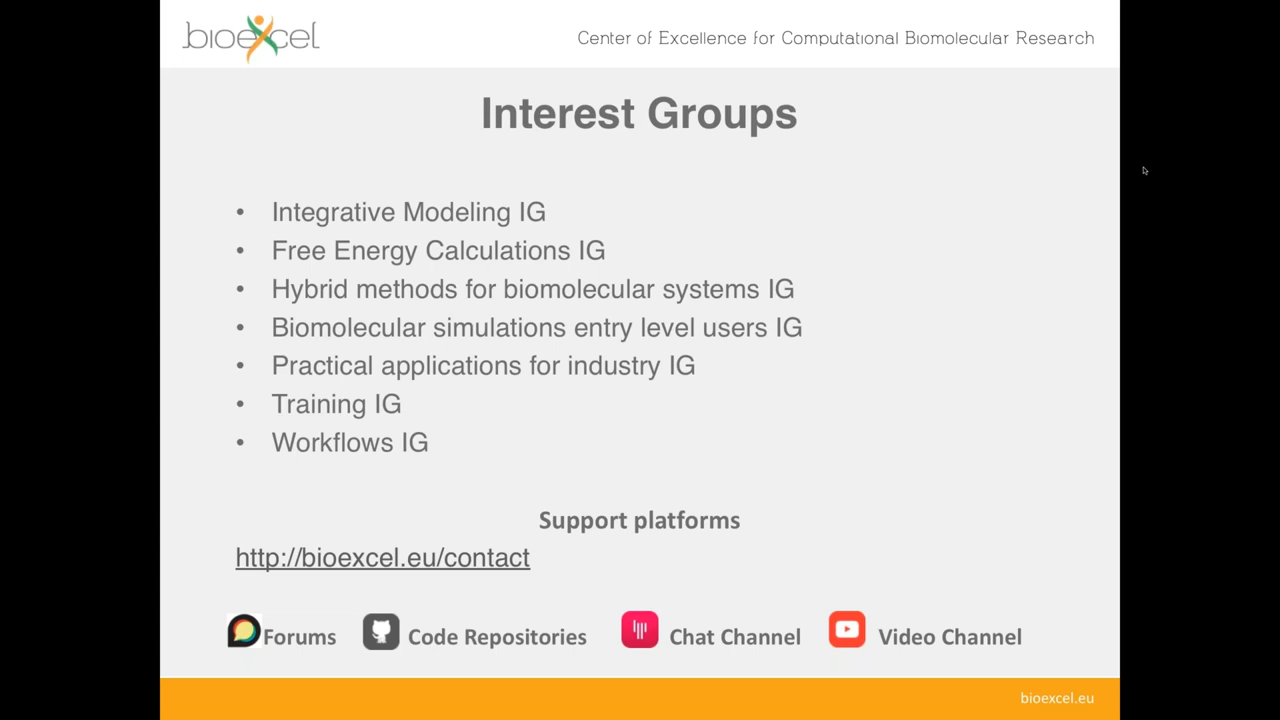 bioexcel
Center of Excellence for Computational Biomolecular Research
Interest Groups
• Integrative Modeling IG
• Free Energy Calculations IG
• Hybrid methods for biomolecular systems IG
• Biomolecular simulations entry level users IG
• Practical applications for industry IG
• Training IG
• Workflows IG
Support platforms
http://bioexcel.eu/contact
Forums Code Repositories Chat Channel Video Channel
bioexcel.eu